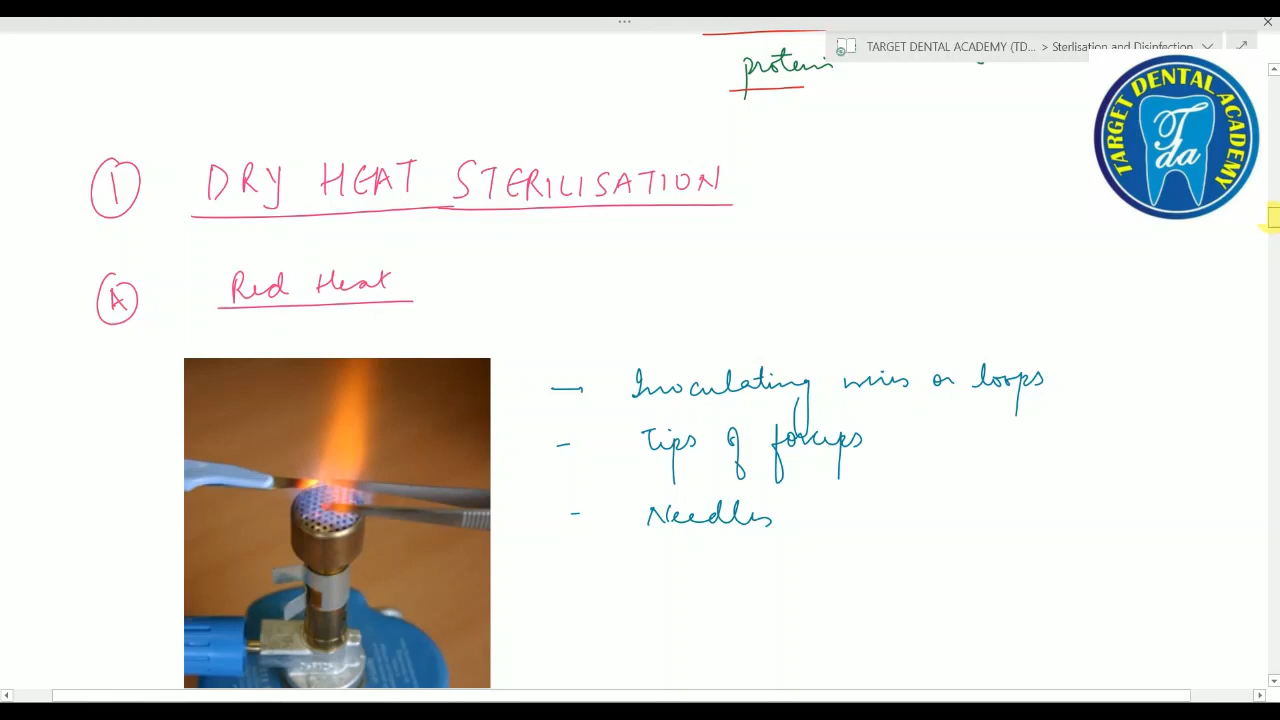 TARGET DENTAL ACADEMY (TD... > Sterlisation and Disinfection
protein
TARGET DENTAL ACADEMY
Tda
1 DRY HEAT STERILISATION
A Red Heat
— Inoculating wires or loops
- Tips of forceps
- Needles